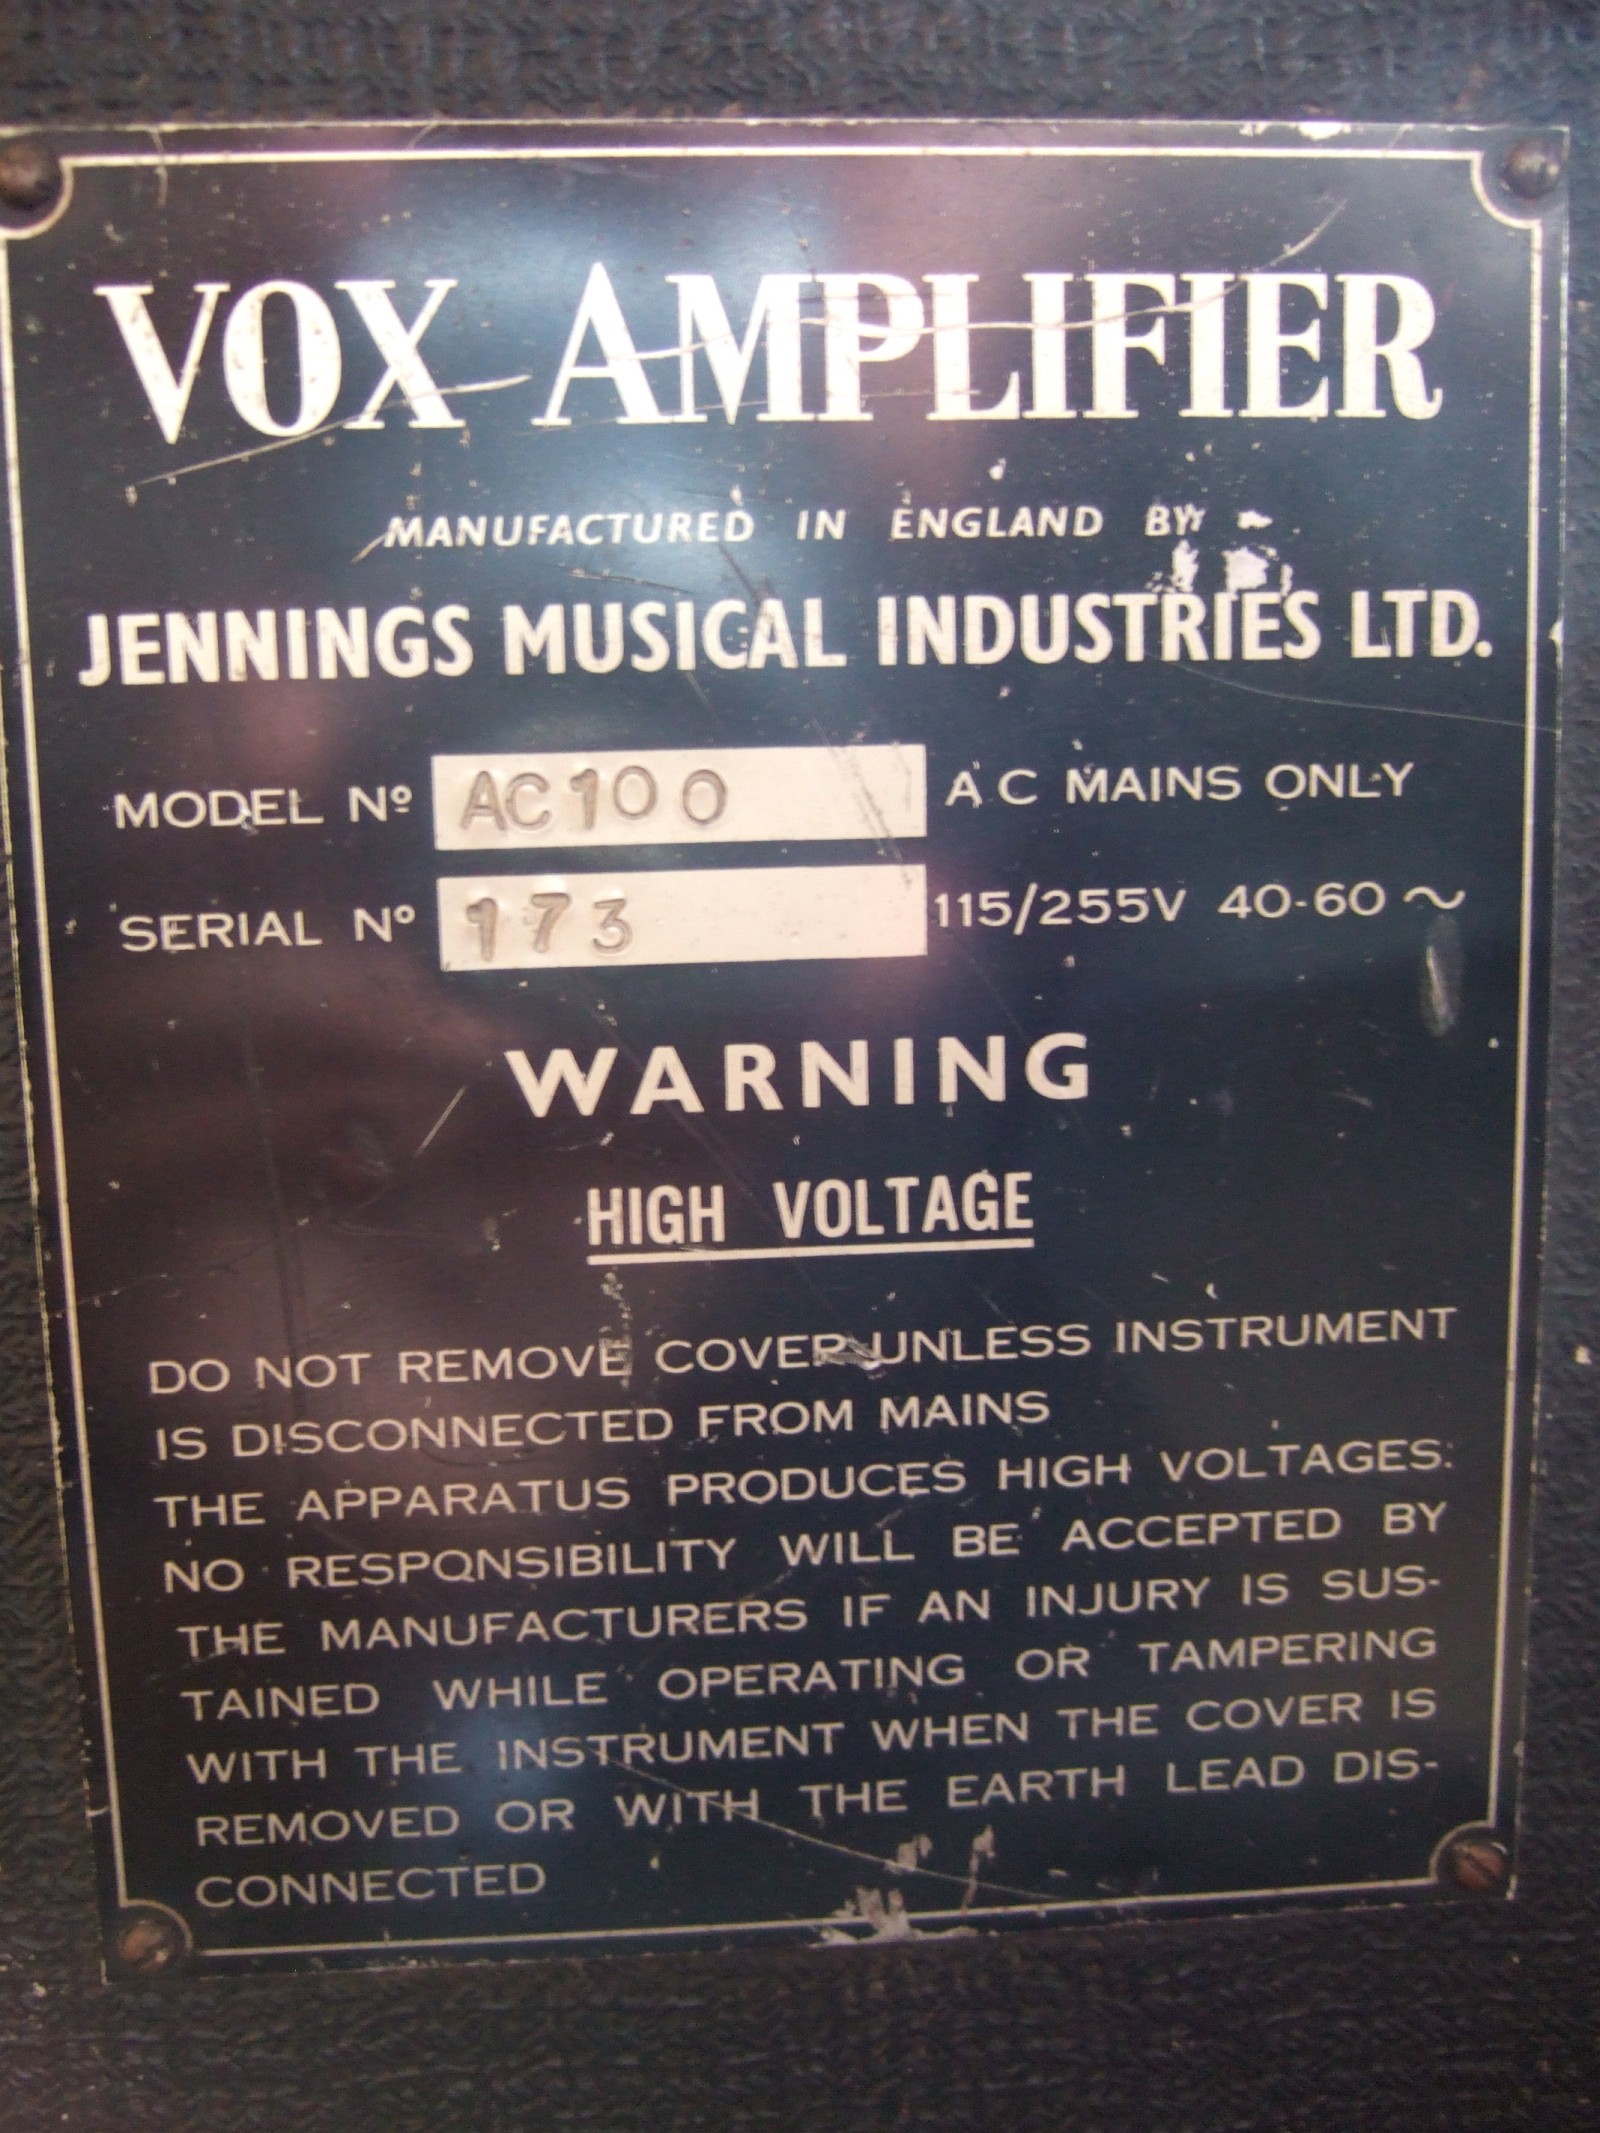 VOX AMPLIFIER
MANUFACTURED IN ENGLAND BY
JENNINGS MUSICAL INDUSTRIES LTD.
MODEL Nº AC100 A C MAINS ONLY
SERIAL Nº 173 115/255V 40-60 ~
WARNING
HIGH VOLTAGE
DO NOT REMOVE COVER UNLESS INSTRUMENT
IS DISCONNECTED FROM MAINS
THE APPARATUS PRODUCES HIGH VOLTAGES:
NO RESPONSIBILITY WILL BE ACCEPTED BY
THE MANUFACTURERS IF AN INJURY IS SUS-
TAINED WHILE OPERATING OR TAMPERING
WITH THE INSTRUMENT WHEN THE COVER IS
REMOVED OR WITH THE EARTH LEAD DIS-
CONNECTED